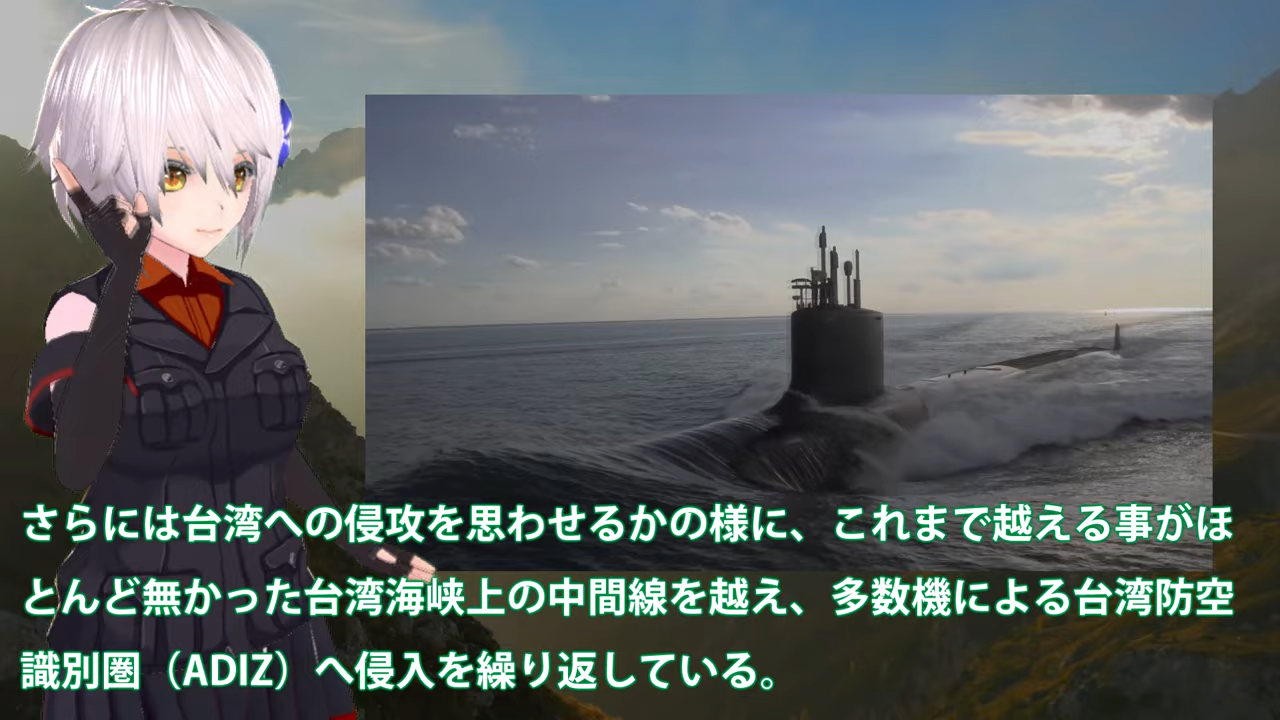 さらには台湾への侵攻を思わせるかの様に、これまで越える事がほ
とんど無かった台湾海峡上の中間線を越え、多数機による台湾防空
識別圏（ADIZ）へ侵入を繰り返している。